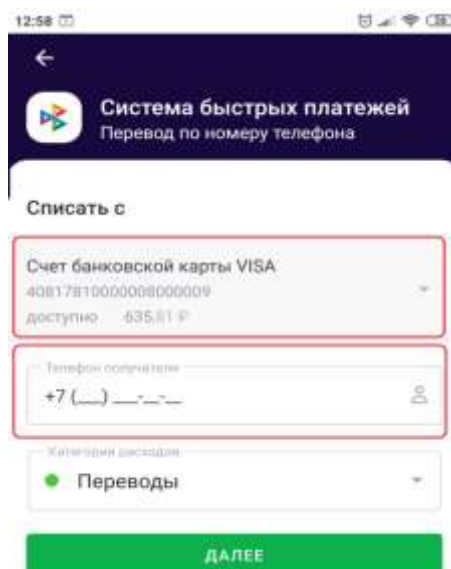 12:58
Система быстрых платежей
Перевод по номеру телефона
Списать с
Счет банковской карты VISA
40817810000008000009
доступно 635,81 ₽
Телефон получателя
+7 (___) ___-__-__
Категория расходов
Переводы
ДАЛЕЕ